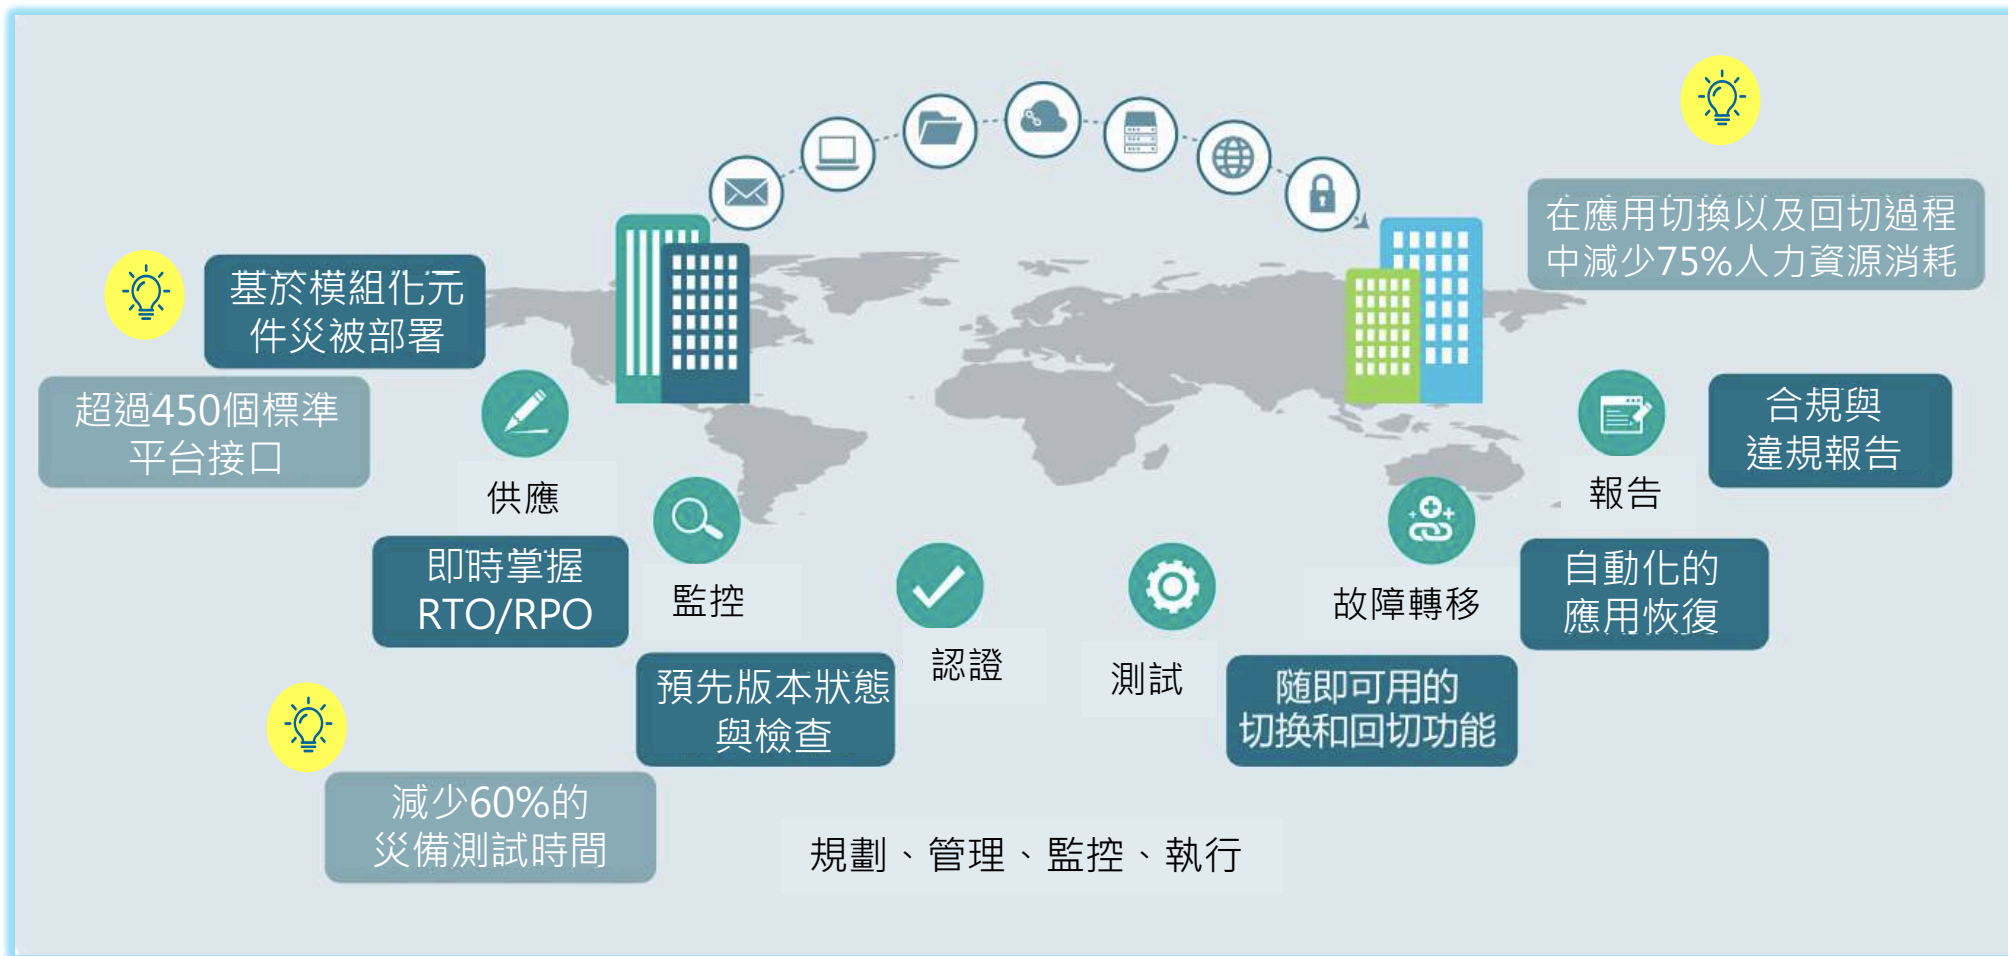 在應用切換以及回切過程
中減少75%人力資源消耗
基於模組化元
件災被部署
超過450個標準
平台接口
供應
即時掌握
RTO/RPO
監控
預先版本狀態
與檢查
認證
測試
随即可用的
切换和回切功能
故障轉移
自動化的
應用恢復
報告
合規與
違規報告
減少60%的
災備測試時間
規劃、管理、監控、執行